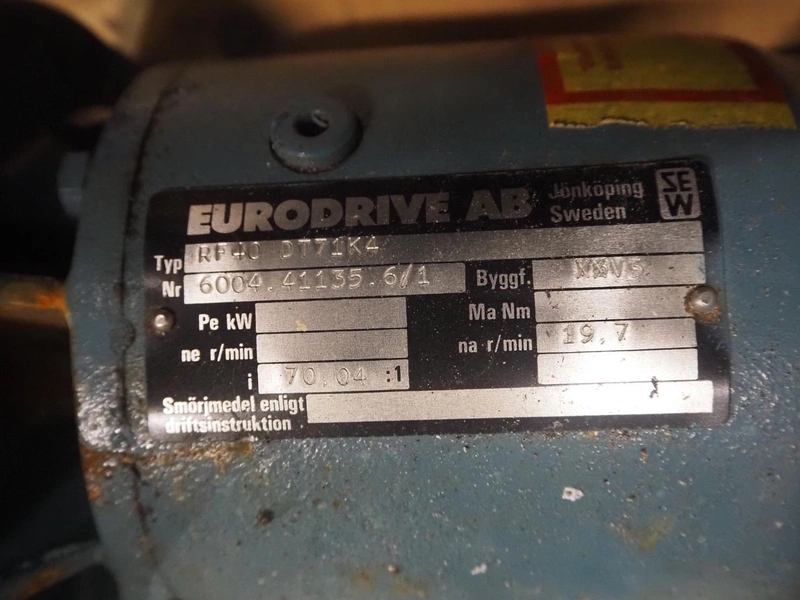 EURODRIVE AB Jönköping Sweden SEW
Typ RF40 DT71K4
Nr 6004.41135.6/1 Byggf.
Pe kW Ma Nm
ne r/min na r/min 19.7
i 70.04 :1
Smörjmedel enligt
driftsinstruktion